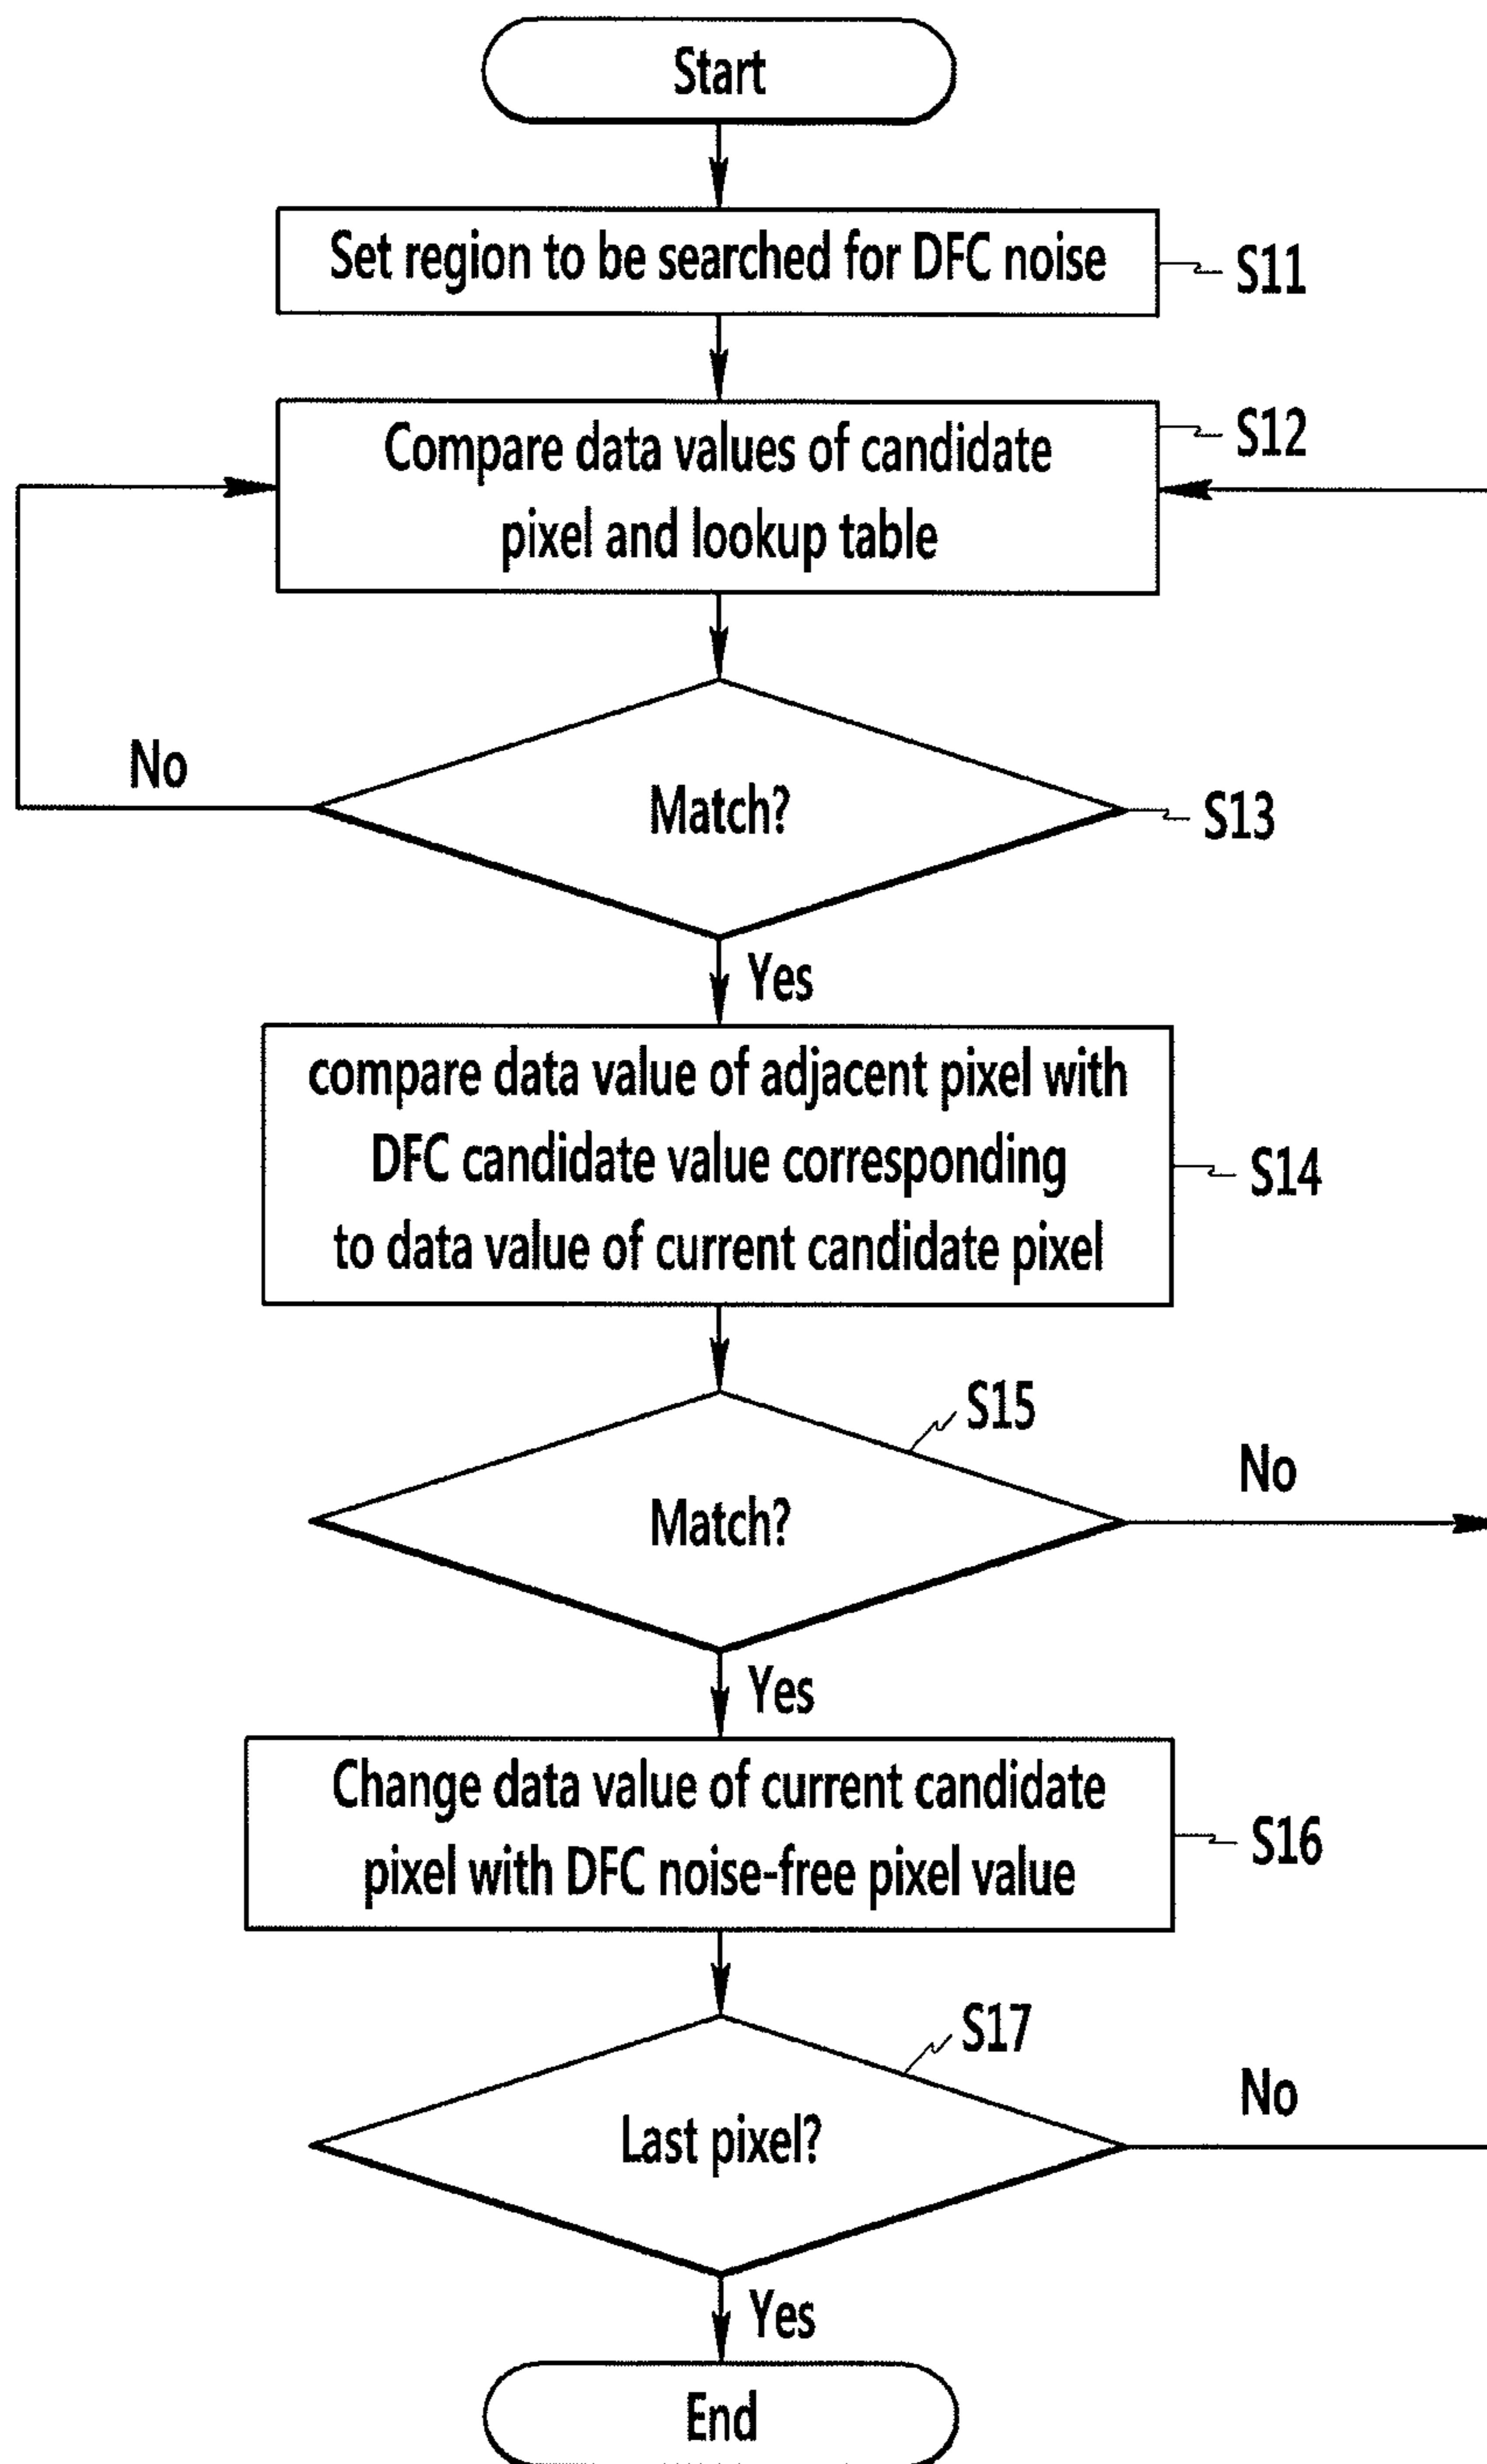 Start
Set region to be searched for DFC noise
S11
Compare data values of candidate
pixel and lookup table
S12
Match?
S13
No
Yes
compare data value of adjacent pixel with
DFC candidate value corresponding
to data value of current candidate pixel
S14
S15
Match?
No
Yes
Change data value of current candidate
pixel with DFC noise-free pixel value
S16
S17
Last pixel?
No
Yes
End